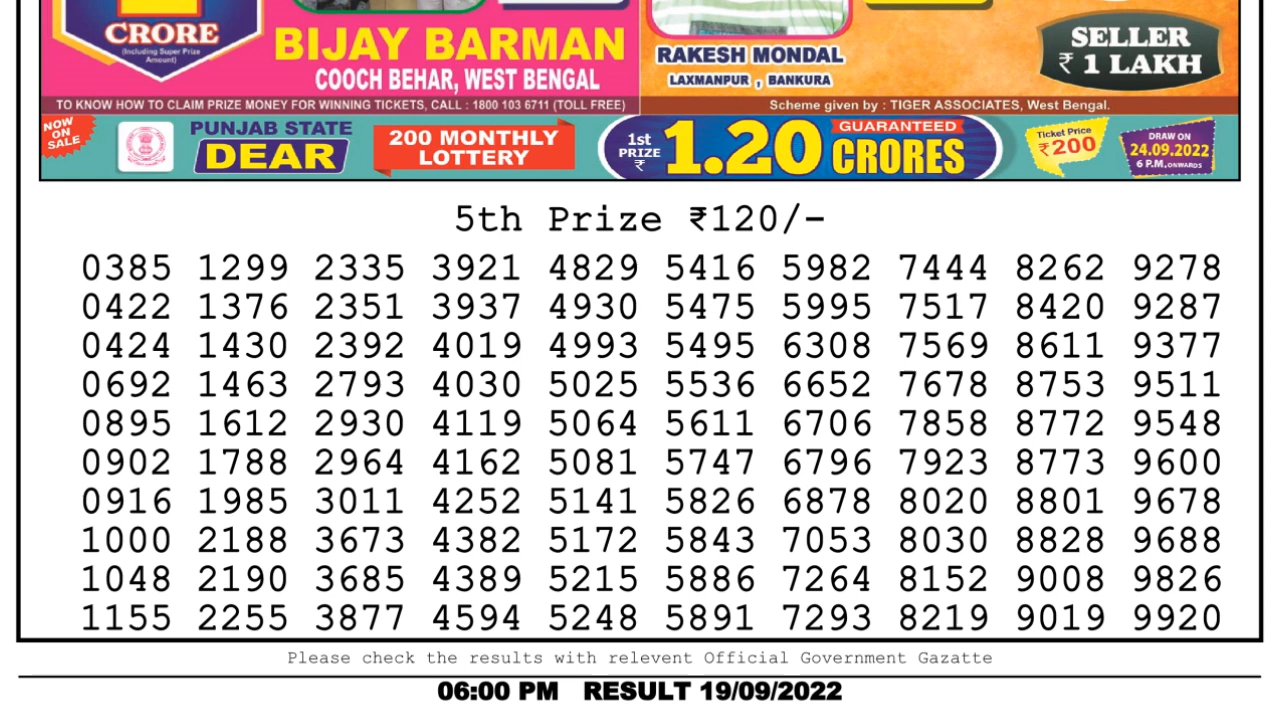 CRORE
(Including Super Prize
Amount)
BIJAY BARMAN
COOCH BEHAR, WEST BENGAL
RAKESH MONDAL
LAXMANPUR , BANKURA
SELLER
₹ 1 LAKH
TO KNOW HOW TO CLAIM PRIZE MONEY FOR WINNING TICKETS, CALL : 1800 103 6711 (TOLL FREE)
Scheme given by : TIGER ASSOCIATES, West Bengal.
NOW
ON
SALE
PUNJAB STATE
DEAR
200 MONTHLY
LOTTERY
1st
PRIZE
₹
1.20
GUARANTEED
CRORES
Ticket Price
₹200
DRAW ON
24.09.2022
6 P.M. ONWARDS
5th Prize ₹120/-
0385 1299 2335 3921 4829 5416 5982 7444 8262 9278
0422 1376 2351 3937 4930 5475 5995 7517 8420 9287
0424 1430 2392 4019 4993 5495 6308 7569 8611 9377
0692 1463 2793 4030 5025 5536 6652 7678 8753 9511
0895 1612 2930 4119 5064 5611 6706 7858 8772 9548
0902 1788 2964 4162 5081 5747 6796 7923 8773 9600
0916 1985 3011 4252 5141 5826 6878 8020 8801 9678
1000 2188 3673 4382 5172 5843 7053 8030 8828 9688
1048 2190 3685 4389 5215 5886 7264 8152 9008 9826
1155 2255 3877 4594 5248 5891 7293 8219 9019 9920
Please check the results with relevent Official Government Gazatte
06:00 PM RESULT 19/09/2022